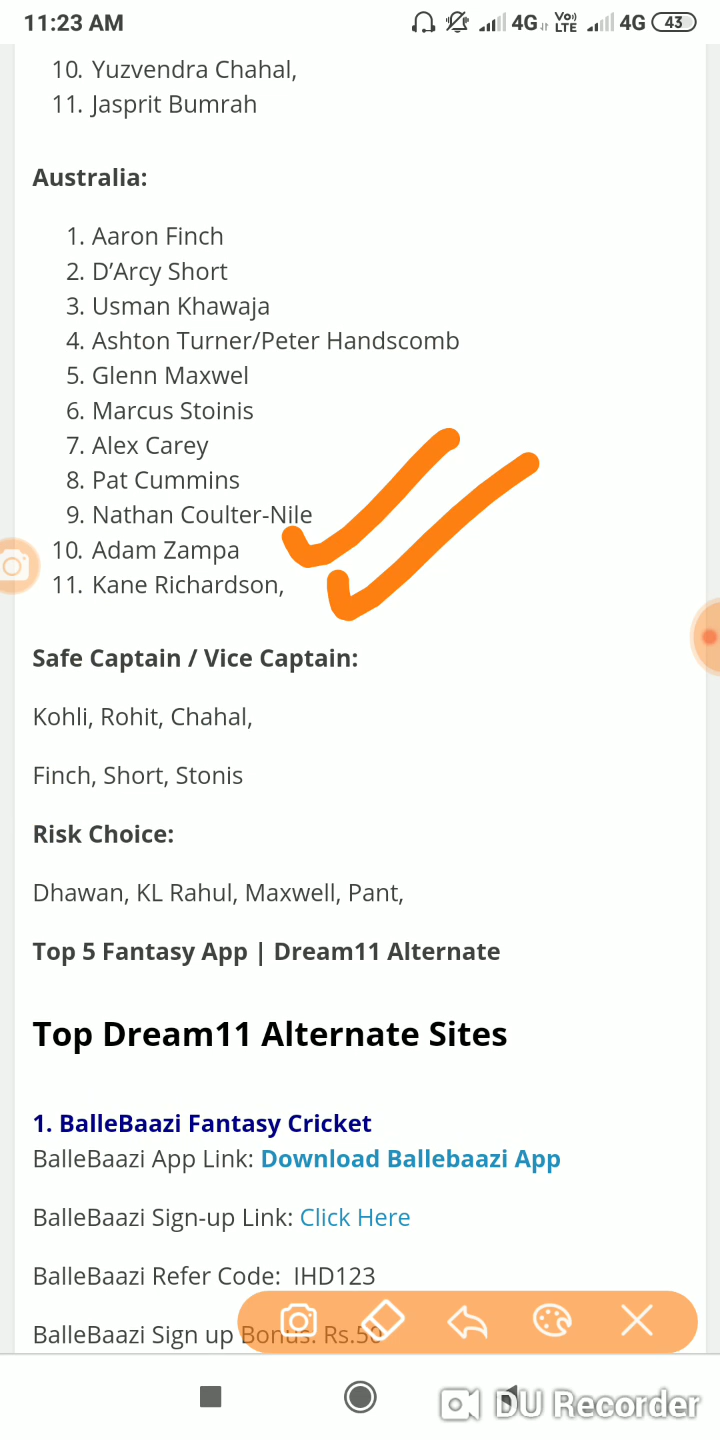 11:23 AM 4G Vo) LTE 4G 43
10. Yuzvendra Chahal,
11. Jasprit Bumrah
Australia:
1. Aaron Finch
2. D’Arcy Short
3. Usman Khawaja
4. Ashton Turner/Peter Handscomb
5. Glenn Maxwel
6. Marcus Stoinis
7. Alex Carey
8. Pat Cummins
9. Nathan Coulter-Nile
10. Adam Zampa
11. Kane Richardson,
Safe Captain / Vice Captain:
Kohli, Rohit, Chahal,
Finch, Short, Stonis
Risk Choice:
Dhawan, KL Rahul, Maxwell, Pant,
Top 5 Fantasy App | Dream11 Alternate
Top Dream11 Alternate Sites
1. BalleBaazi Fantasy Cricket
BalleBaazi App Link: Download Ballebaazi App
BalleBaazi Sign-up Link: Click Here
BalleBaazi Refer Code: IHD123
BalleBaazi Sign up Bonus: Rs.50
DU Recorder